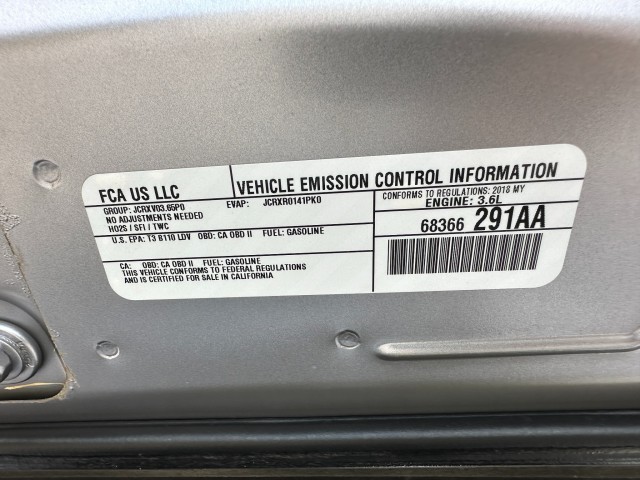 FCA US LLC
VEHICLE EMISSION CONTROL INFORMATION
GROUP: JCRXV03.65P0
EVAP: JCRXR0141PK0
NO ADJUSTMENTS NEEDED
HO2S / SFI / TWC
CONFORMS TO REGULATIONS: 2018 MY
ENGINE: 3.6L
68366 291AA
U.S. EPA: T3 B110 LDV OBD: CA OBD II FUEL: GASOLINE
CA: OBD: CA OBD II FUEL: GASOLINE
THIS VEHICLE CONFORMS TO FEDERAL REGULATIONS
AND IS CERTIFIED FOR SALE IN CALIFORNIA